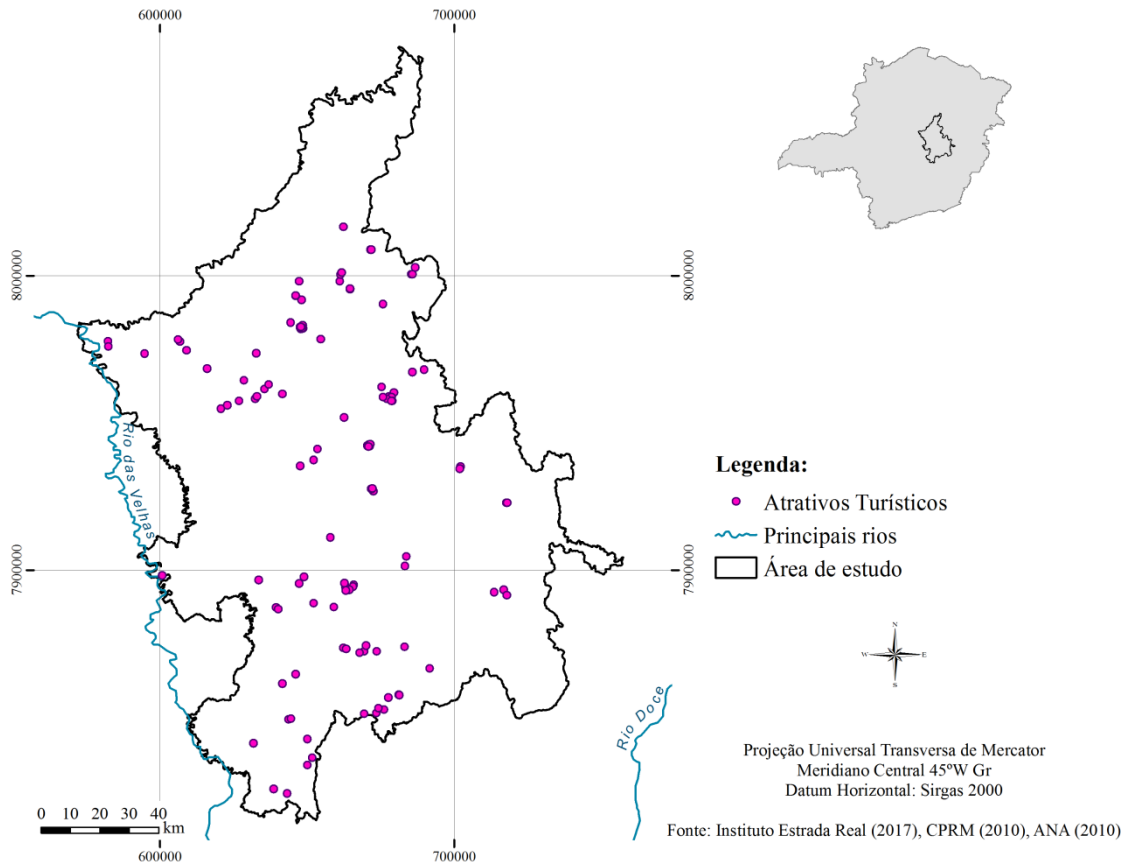 600000
700000
8000000
8000000
Rio das Velhas
Legenda:
Atrativos Turísticos
Principais rios
Área de estudo
7900000
7900000
N
W
E
S
Rio Doce
Projeção Universal Transversa de Mercator
Meridiano Central 45ºW Gr
Datum Horizontal: Sirgas 2000
0 10 20 30 40
km
Fonte: Instituto Estrada Real (2017), CPRM (2010), ANA (2010)
600000
700000